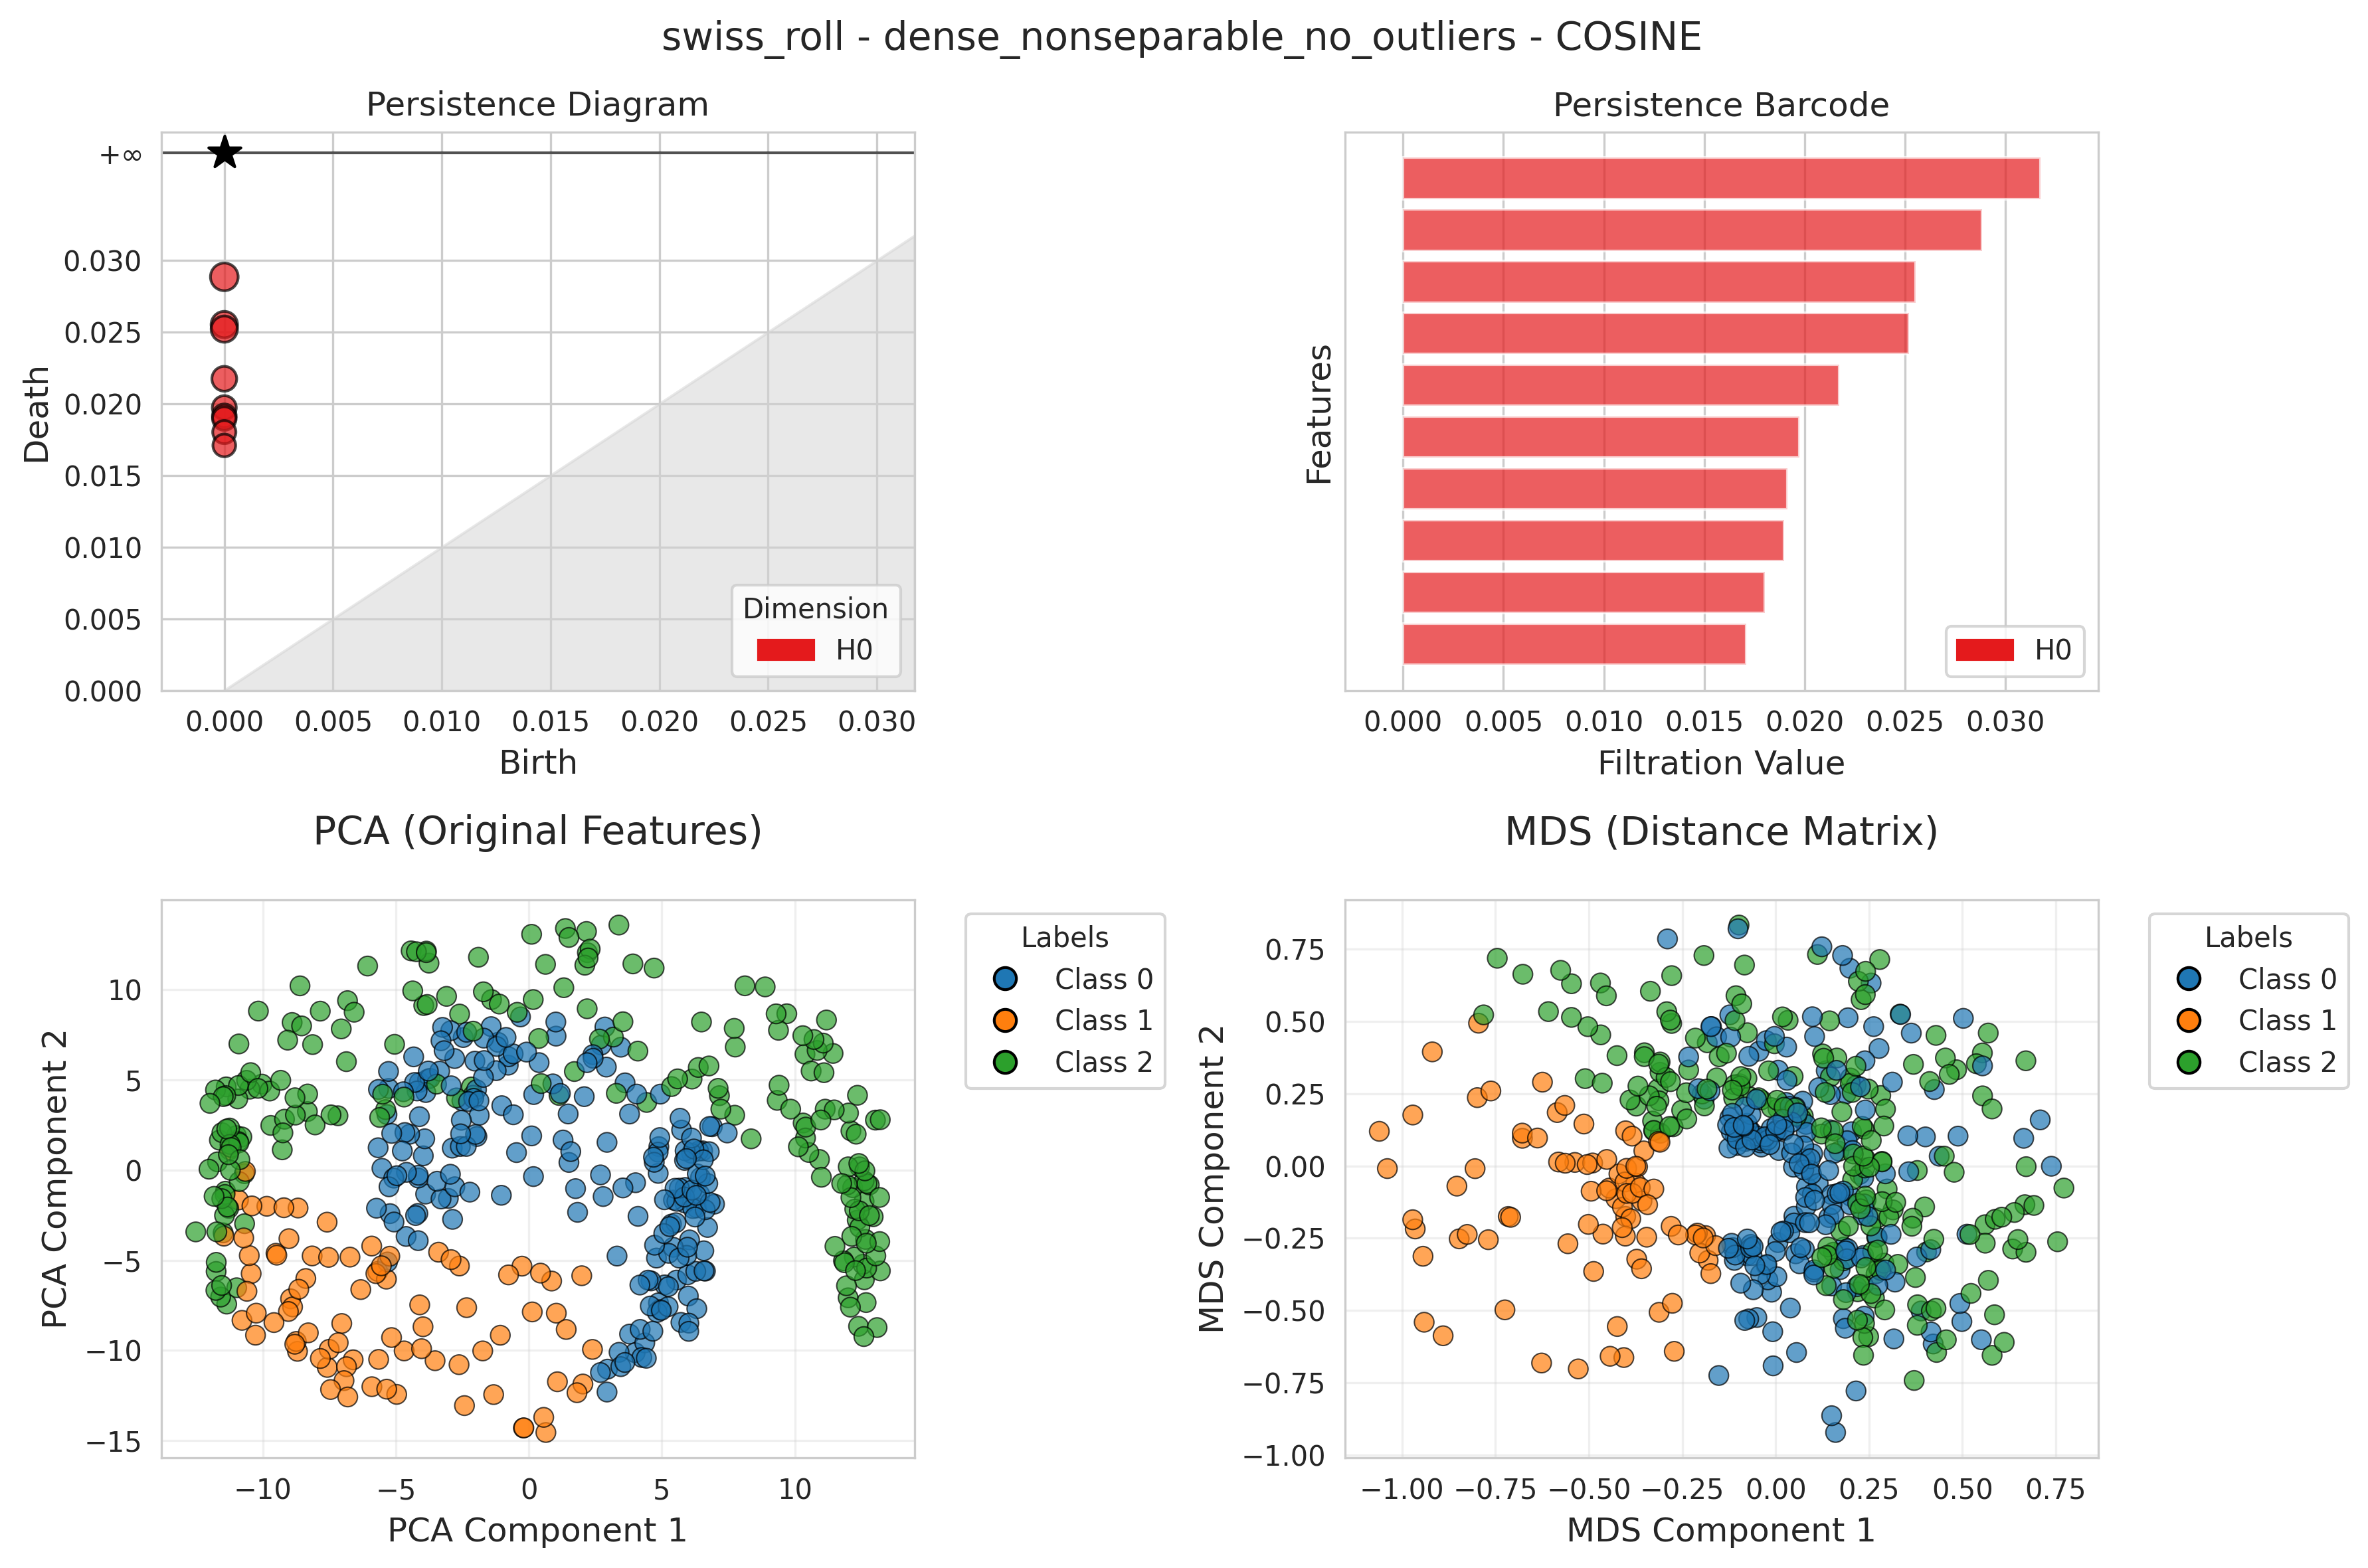 swiss_roll - dense_nonseparable_no_outliers - COSINE
Persistence Diagram
+∞
0.030
0.025
0.020
0.015
0.010
0.005
0.000
Death
0.000 0.005 0.010 0.015 0.020 0.025 0.030
Birth
Dimension
H0
Persistence Barcode
Features
0.000 0.005 0.010 0.015 0.020 0.025 0.030
Filtration Value
H0
PCA (Original Features)
10
5
0
−5
−10
−15
PCA Component 2
−10 −5 0 5 10
PCA Component 1
Labels
Class 0
Class 1
Class 2
MDS (Distance Matrix)
0.75
0.50
0.25
0.00
−0.25
−0.50
−0.75
−1.00
MDS Component 2
−1.00 −0.75 −0.50 −0.25 0.00 0.25 0.50 0.75
MDS Component 1
Labels
Class 0
Class 1
Class 2